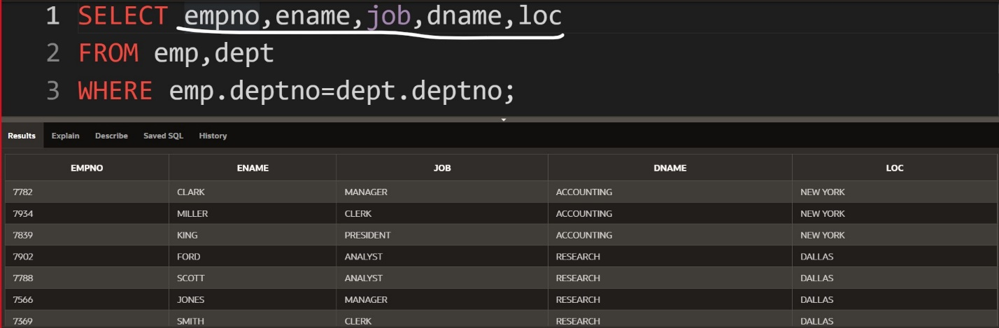 1 SELECT empno,ename,job,dname,loc
2 FROM emp,dept
3 WHERE emp.deptno=dept.deptno;
Results Explain Describe Saved SQL History
EMPNO ENAME JOB DNAME LOC
7782 CLARK MANAGER ACCOUNTING NEW YORK
7934 MILLER CLERK ACCOUNTING NEW YORK
7839 KING PRESIDENT ACCOUNTING NEW YORK
7902 FORD ANALYST RESEARCH DALLAS
7788 SCOTT ANALYST RESEARCH DALLAS
7566 JONES MANAGER RESEARCH DALLAS
7369 SMITH CLERK RESEARCH DALLAS